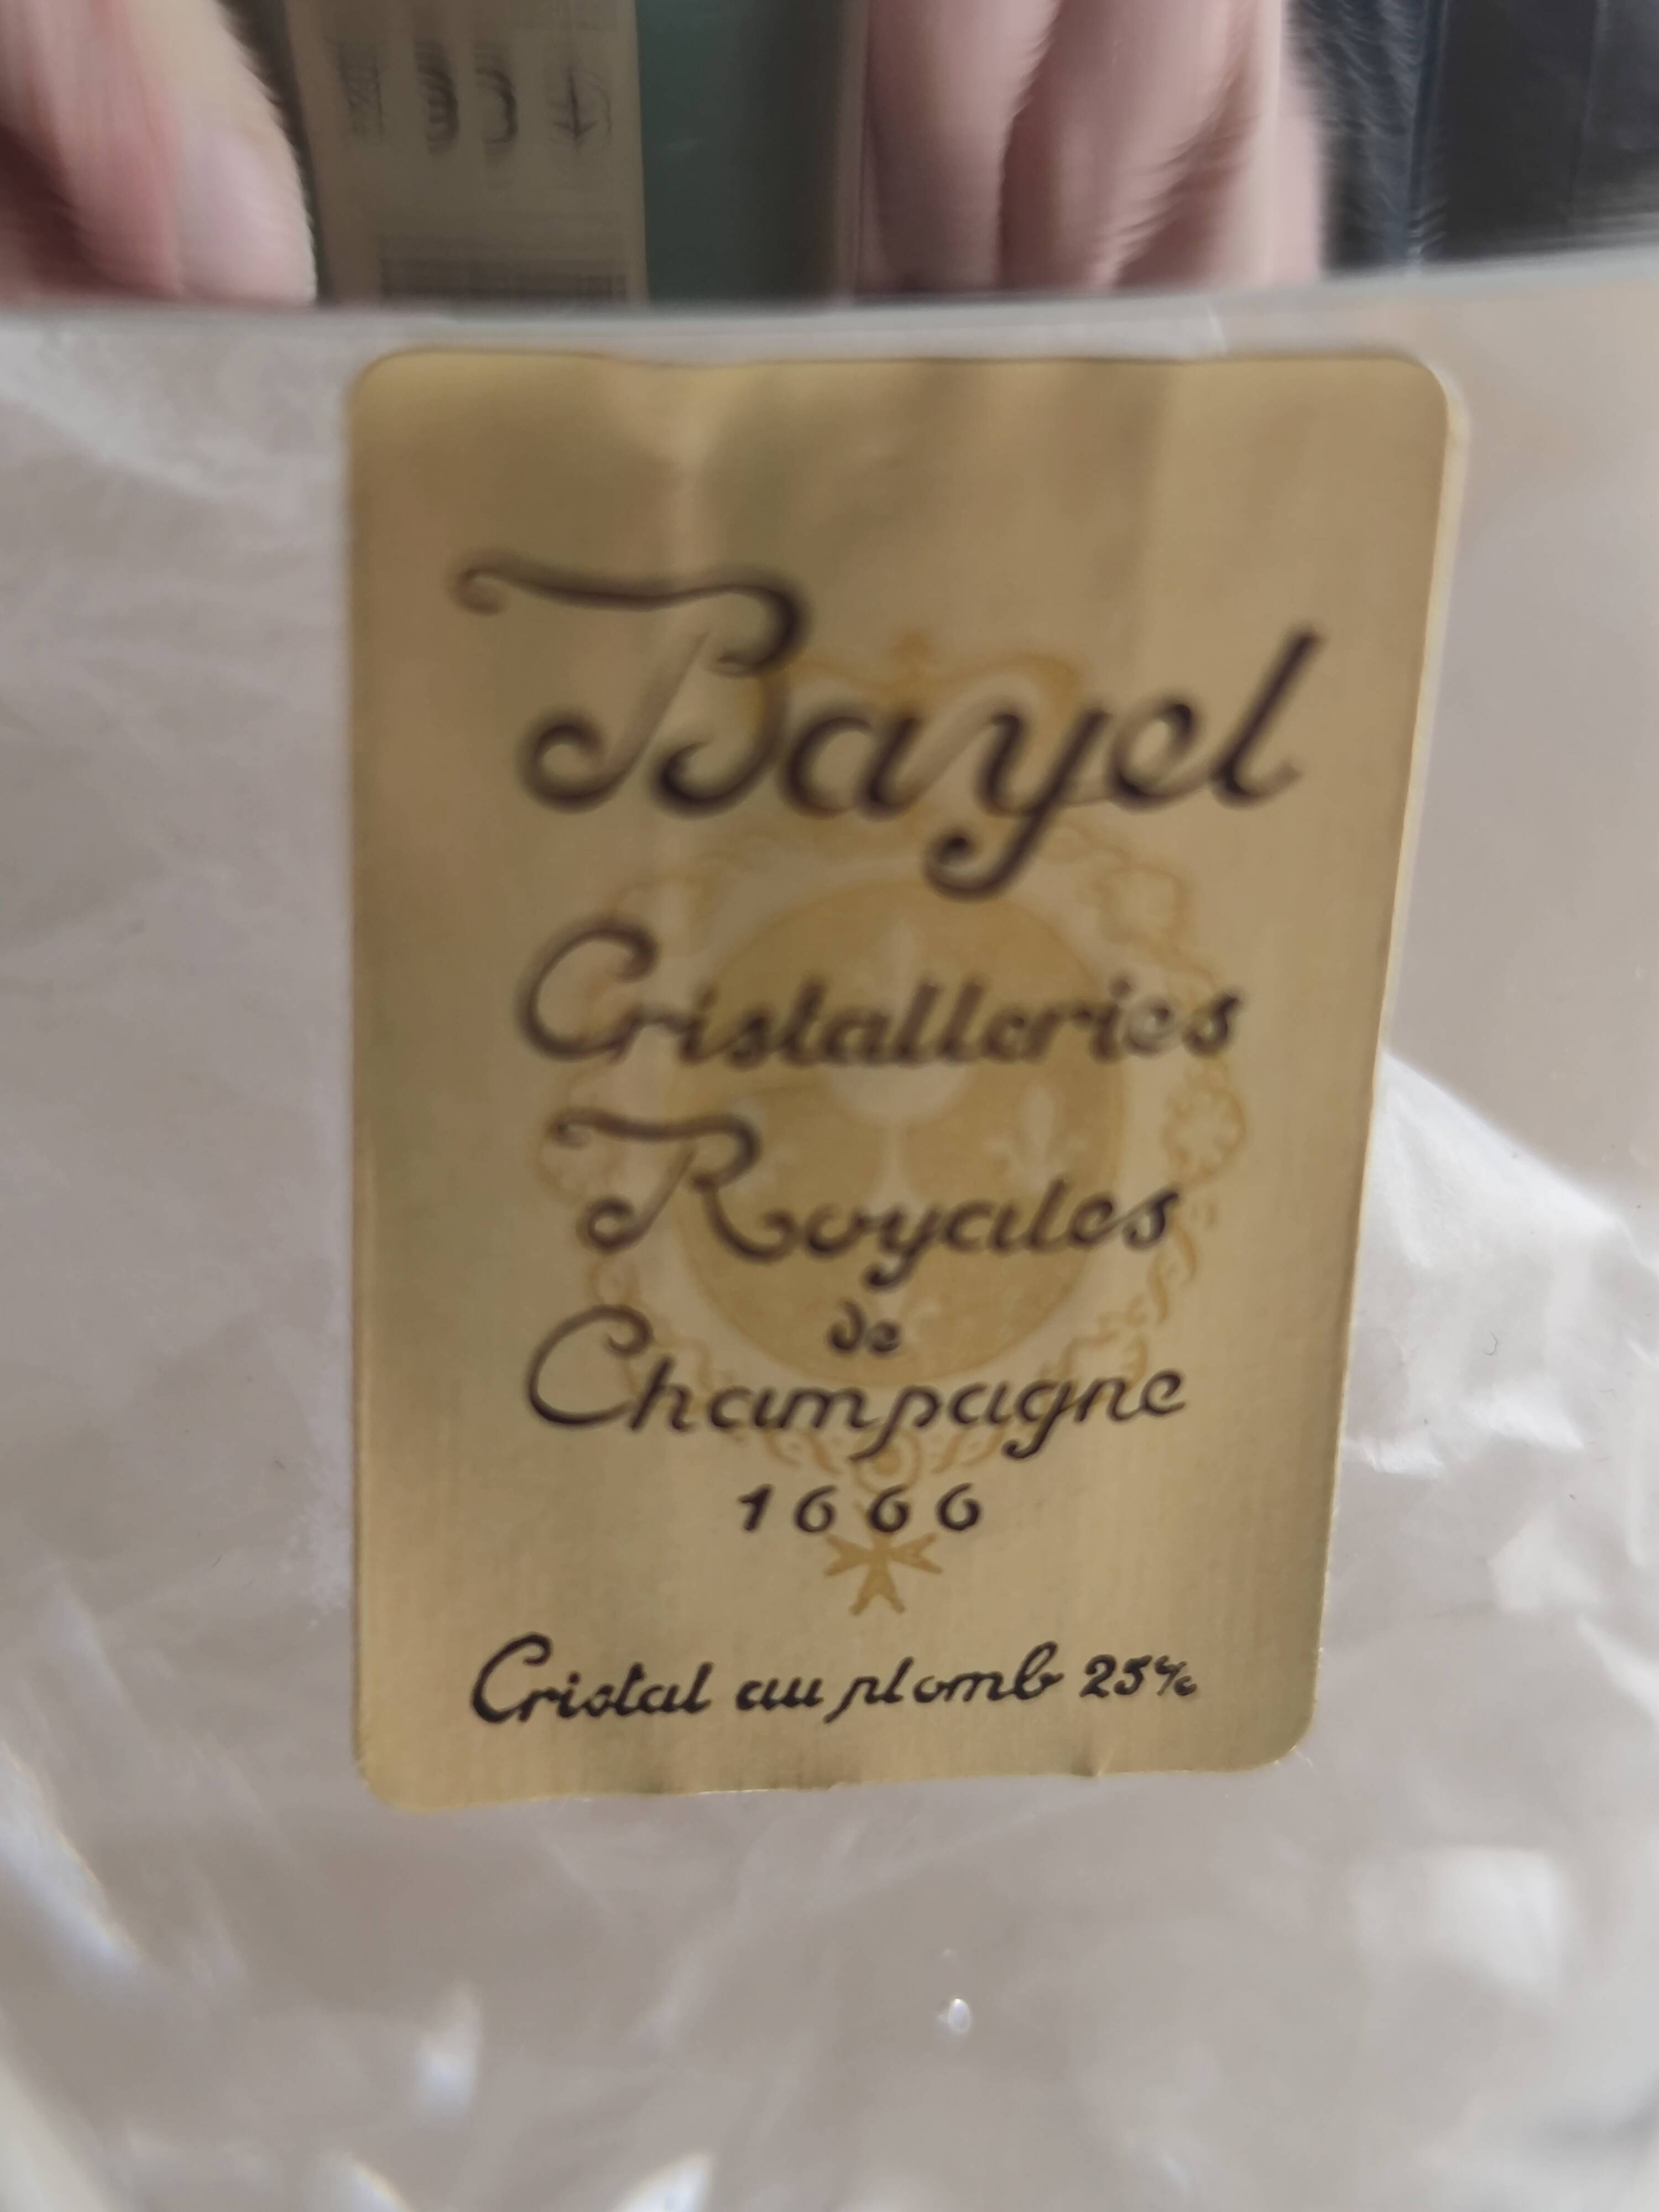 Bayel
Cristalleries
Royales
de
Champagne
1666
Cristal au plomb 25%